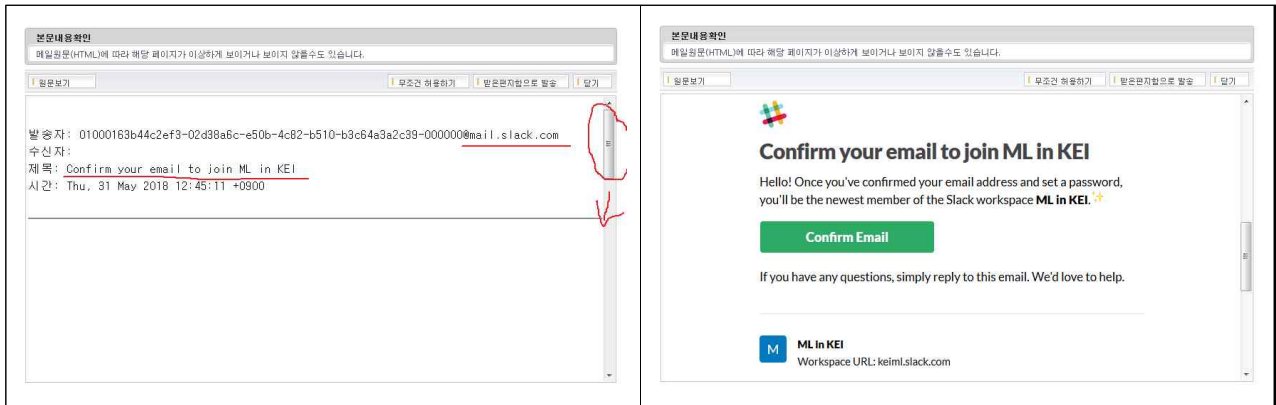 본문내용확인
메일원문(HTML)에 따라 해당 페이지가 이상하게 보이거나 보이지 않을수도 있습니다.
원문보기
무조건 허용하기
받은편지함으로 발송
닫기
발송자: 01000163b44c2ef3-02d38a6c-e50b-4c82-b510-b3c64a3a2c39-000000@mail.slack.com
수신자:
제목: Confirm your email to join ML in KEI
시간: Thu, 31 May 2018 12:45:11 +0900
본문내용확인
메일원문(HTML)에 따라 해당 페이지가 이상하게 보이거나 보이지 않을수도 있습니다.
원문보기
무조건 허용하기
받은편지함으로 발송
닫기
Confirm your email to join ML in KEI
Hello! Once you've confirmed your email address and set a password,
you'll be the newest member of the Slack workspace ML in KEI.✨
Confirm Email
If you have any questions, simply reply to this email. We'd love to help.
M
ML in KEI
Workspace URL: keiml.slack.com